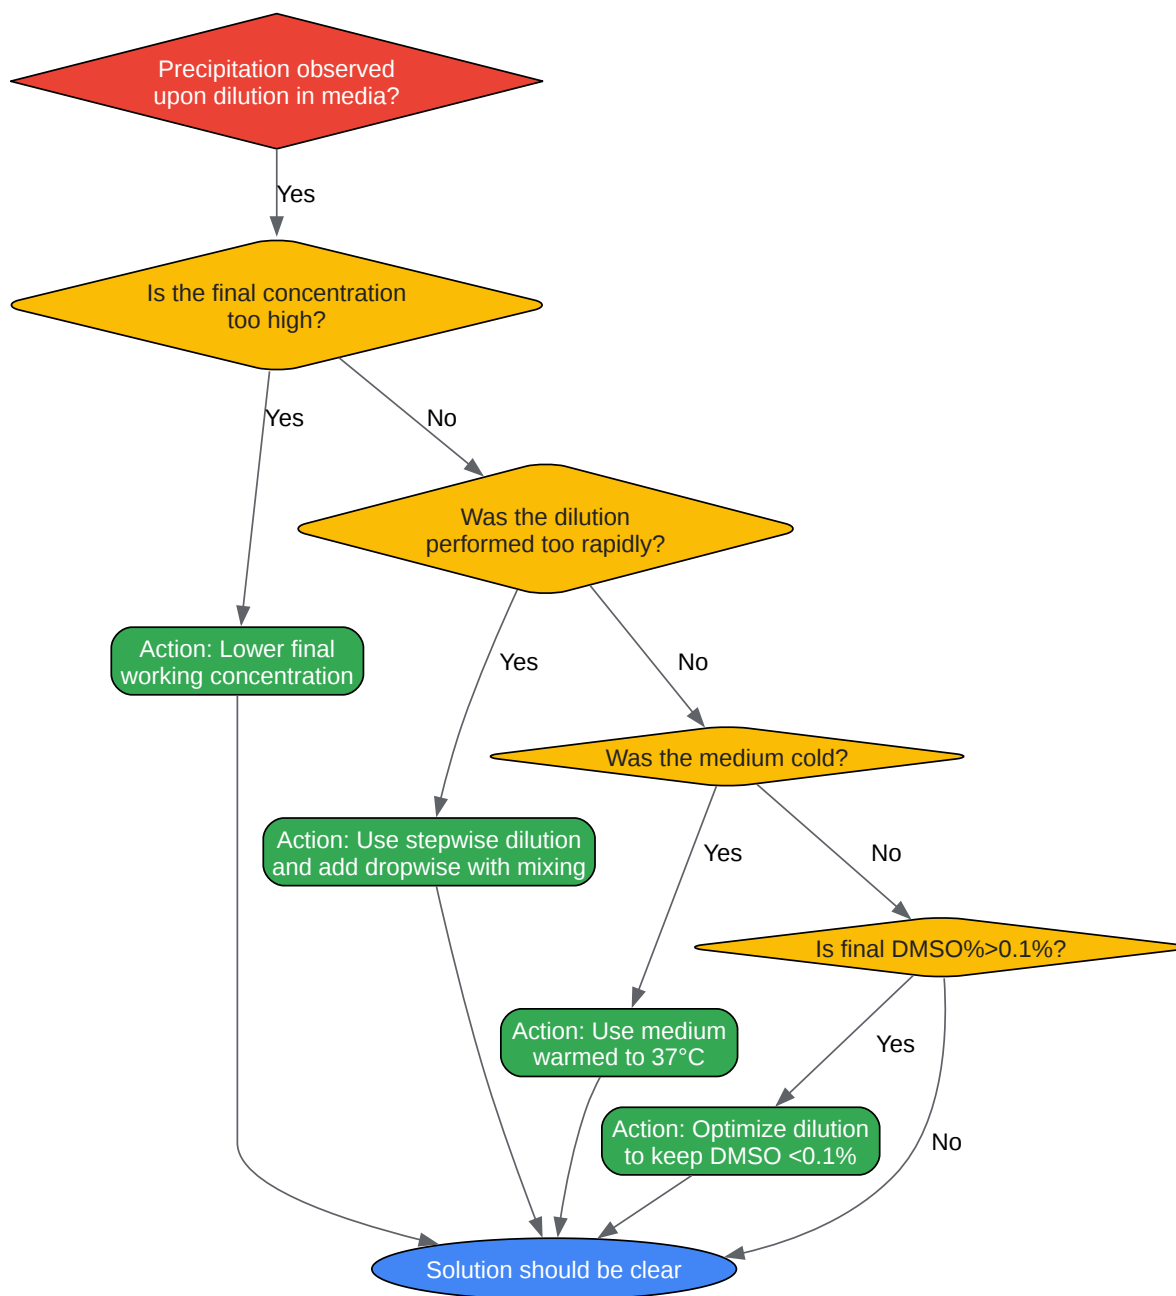 Precipitation observed
upon dilution in media?
Yes
Is the final concentration
too high?
Yes
No
Was the dilution
performed too rapidly?
Action: Lower final
working concentration
Yes
No
Was the medium cold?
Action: Use stepwise dilution
and add dropwise with mixing
Yes
No
Is final DMSO%>0.1%?
Action: Use medium
warmed to 37°C
Yes
Action: Optimize dilution
to keep DMSO <0.1%
No
Solution should be clear